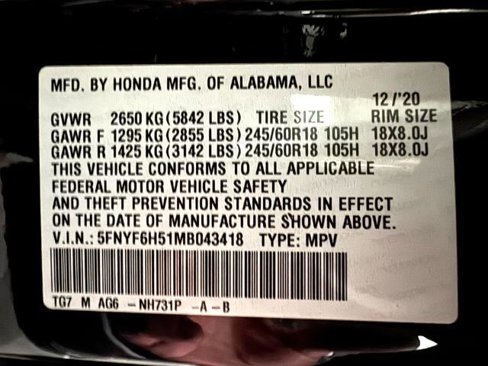 MFD. BY HONDA MFG. OF ALABAMA, LLC
12/'20
GVWR 2650 KG(5842 LBS) TIRE SIZE RIM SIZE
GAWR F 1295 KG(2855 LBS) 245/60R18 105H 18X8.0J
GAWR R 1425 KG(3142 LBS) 245/60R18 105H 18X8.0J
THIS VEHICLE CONFORMS TO ALL APPLICABLE
FEDERAL MOTOR VEHICLE SAFETY
AND THEFT PREVENTION STANDARDS IN EFFECT
ON THE DATE OF MANUFACTURE SHOWN ABOVE.
V.I.N.: 5FNYF6H51MB043418 TYPE: MPV
TG7 M AG6 - NH731P -A-B